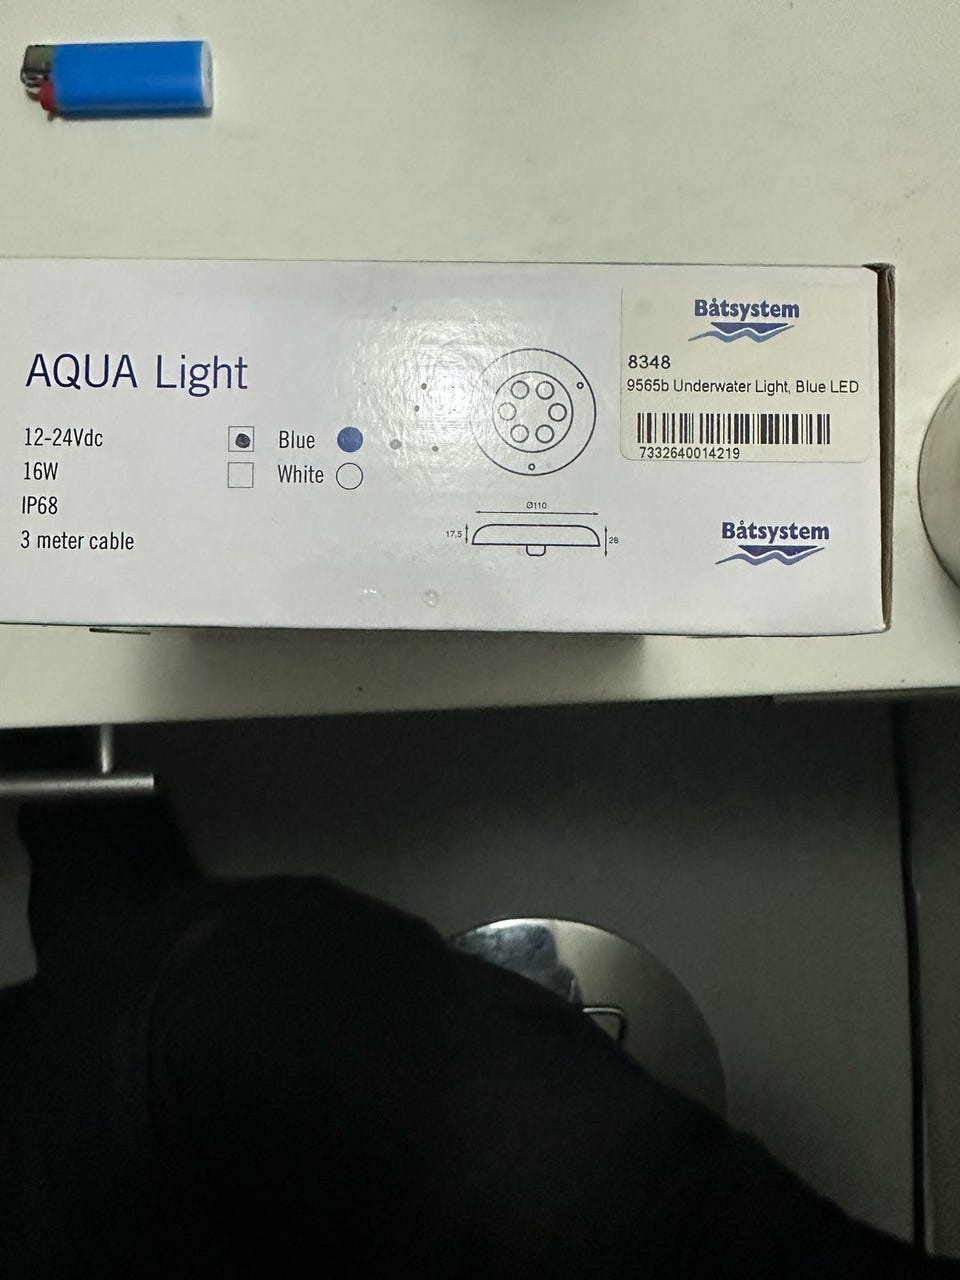 AQUA Light
12-24Vdc
16W
IP68
3 meter cable
Blue
White
Ø110
17,5
28
Båtsystem
8348
9565b Underwater Light, Blue LED
7332640014219
Båtsystem